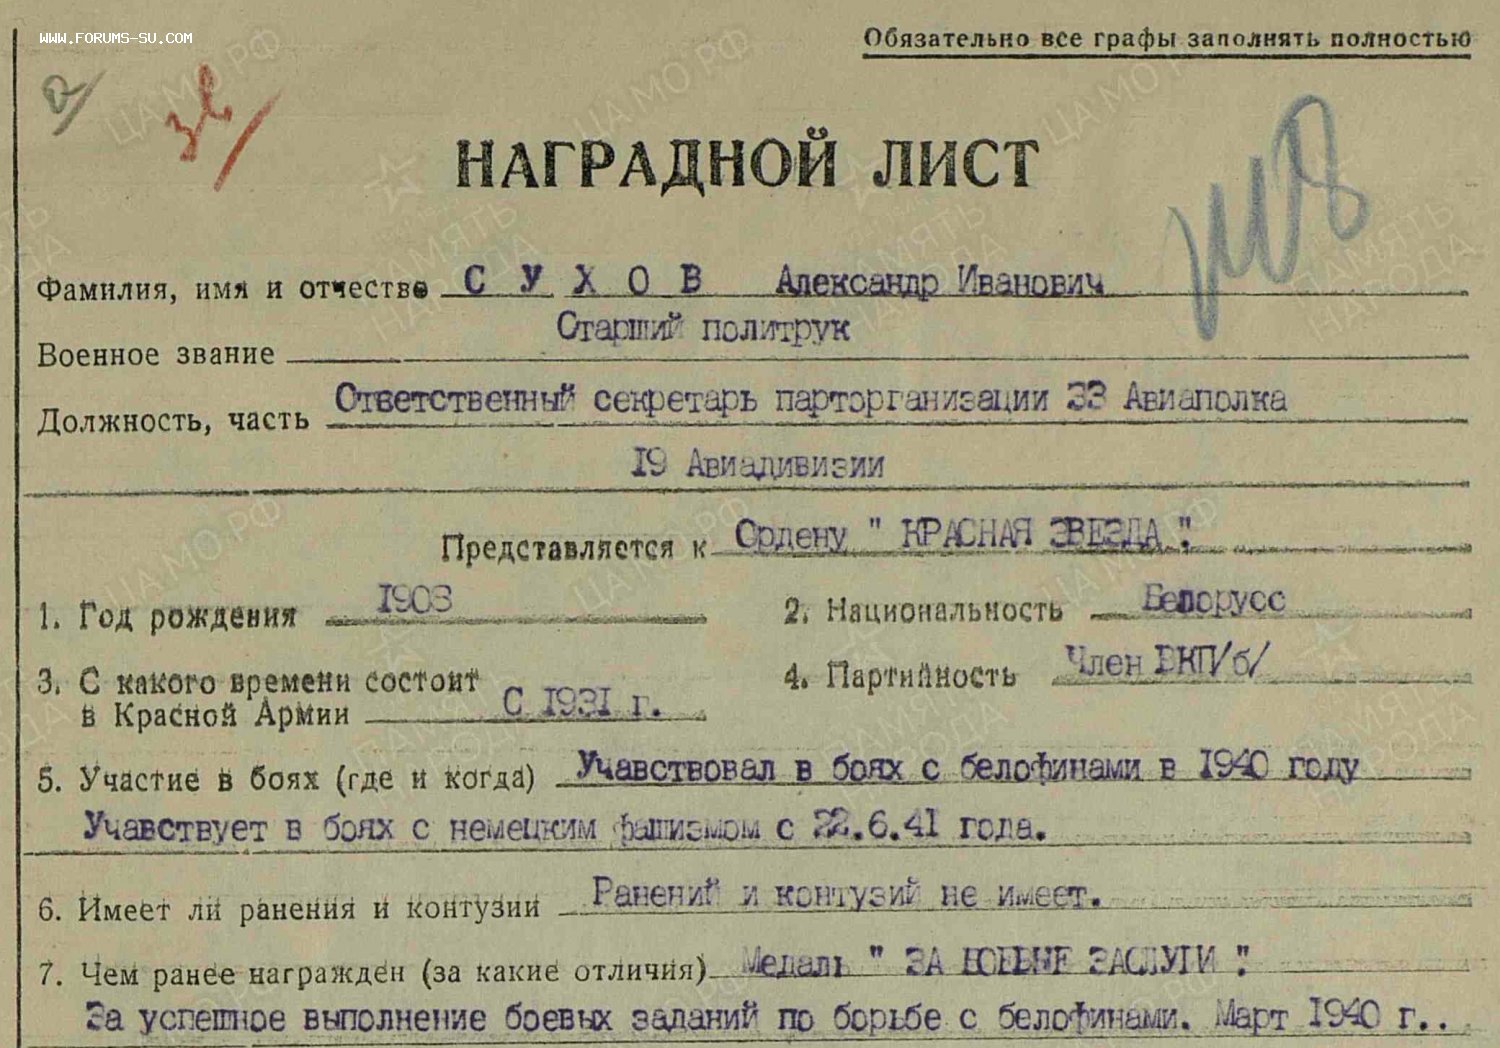 www.forums-su.com
Обязательно все графы заполнять полностью
НАГРАДНОЙ ЛИСТ
Фамилия, имя и отчество СУХОВ Александр Иванович
Старший политрук
Военное звание
Должность, часть Ответственный секретарь парторганизации 33 Авиаполка
19 Авиадивизии
Представляется к Ордену " КРАСНАЯ ЗВЕЗДА ".
1. Год рождения 1903
2. Национальность Белорусс
3. С какого времени состоит
в Красной Армии С 1931 г.
4. Партийность Член ВКП/б/
5. Участие в боях (где и когда) Учавствовал в боях с белофинами в 1940 году
Учавствует в боях с немецким фашизмом с 22.6.41 года.
6. Имеет ли ранения и контузии Ранений и контузий не имеет.
7. Чем ранее награжден (за какие отличия) Медаль " ЗА БОЕВЫЕ ЗАСЛУГИ ".
За успешное выполнение боевых заданий по борьбе с белофинами. Март 1940 г..